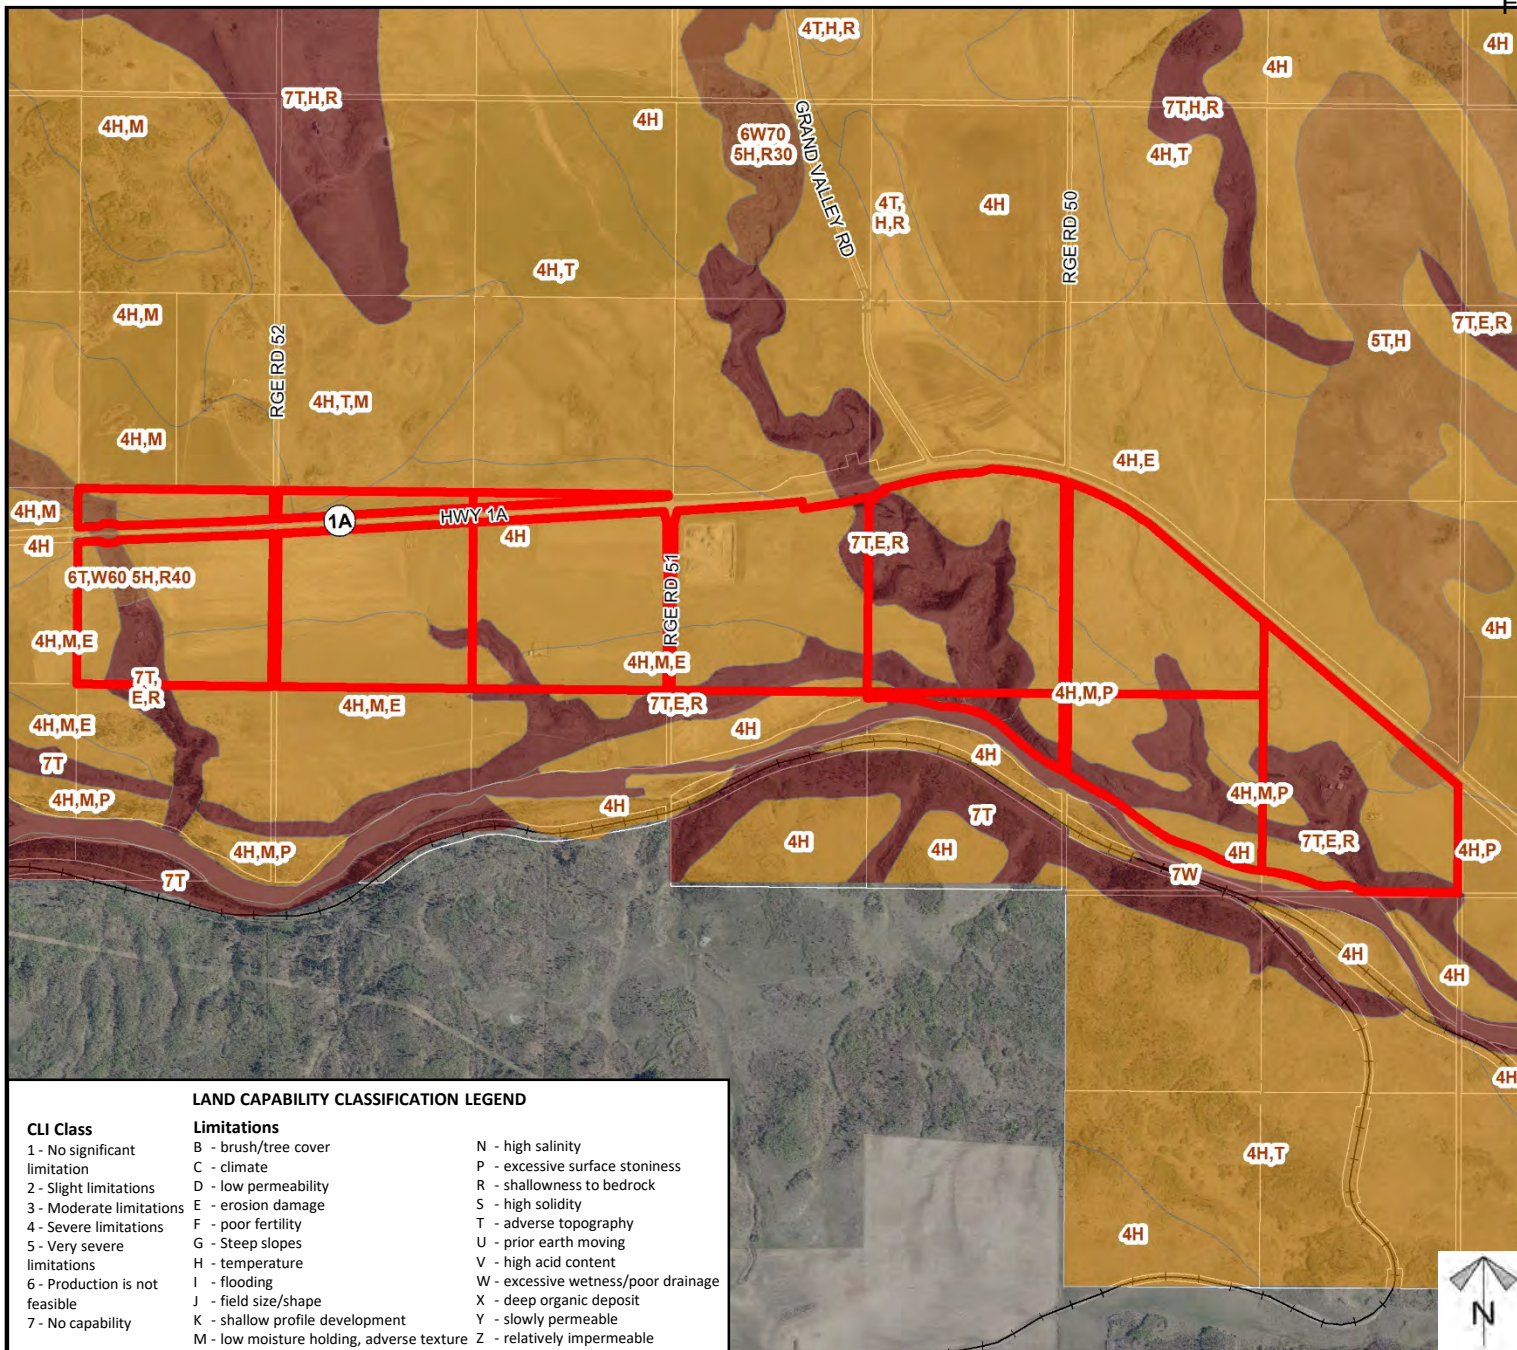 4T,H,R
4H
4H
7T,H,R
7T,H,R
4H,M
4H
6W70
5H,R30
GRAND VALLEY RD
4H,T
4T,
H,R
4H
RGE RD 50
4H,T
4H,M
7T,E,R
5T,H
RGE RD 52
4H,T,M
4H,M
4H,E
4H,M
1A
HWY 1A
4H
4H
7T,E,R
6T,W60 5H,R40
RGE RD 51
4H
4H,M,E
4H,M,E
7T,
E,R
4H,M,E
7T,E,R
4H,M,P
4H,M,E
4H
4H
7T
4H,M,P
4H,M,P
4H
7T
4H
4H
7T,E,R
4H
4H,P
4H,M,P
7T
7W
4H
4H
4H
4H,T
4H
LAND CAPABILITY CLASSIFICATION LEGEND
CLI Class
1 - No significant
limitation
2 - Slight limitations
3 - Moderate limitations
4 - Severe limitations
5 - Very severe
limitations
6 - Production is not
feasible
7 - No capability
Limitations
B - brush/tree cover
C - climate
D - low permeability
E - erosion damage
F - poor fertility
G - Steep slopes
H - temperature
I - flooding
J - field size/shape
K - shallow profile development
M - low moisture holding, adverse texture
N - high salinity
P - excessive surface stoniness
R - shallowness to bedrock
S - high solidity
T - adverse topography
U - prior earth moving
V - high acid content
W - excessive wetness/poor drainage
X - deep organic deposit
Y - slowly permeable
Z - relatively impermeable
N